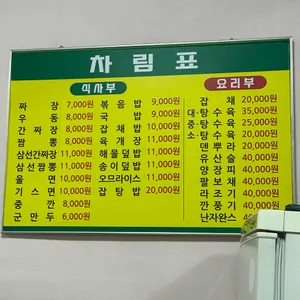 차림표
식사부
짜장 7,000원 볶음밥 9,000원
우동 8,000원 국밥 9,000원
간짜장 8,000원 잡채밥 10,000원
짬뽕 8,000원 육개장 11,000원
삼선간짜장 11,000원 해물덮밥 11,000원
삼선짬뽕 11,000원 송이덮밥 11,000원
울면 10,000원 오므라이스 11,000원
기스면 10,000원 잡탕밥 20,000원
중깐 8,000원
군만두 6,000원
요리부
잡채 20,000원
대·탕수육 35,000원
중·탕수육 25,000원
소·탕수육 20,000원
덴뿌라 20,000원
유산슬 40,000원
양장피 40,000원
팔보채 40,000원
라조기 40,000원
깐풍기 40,000원
난자완스 40,000원